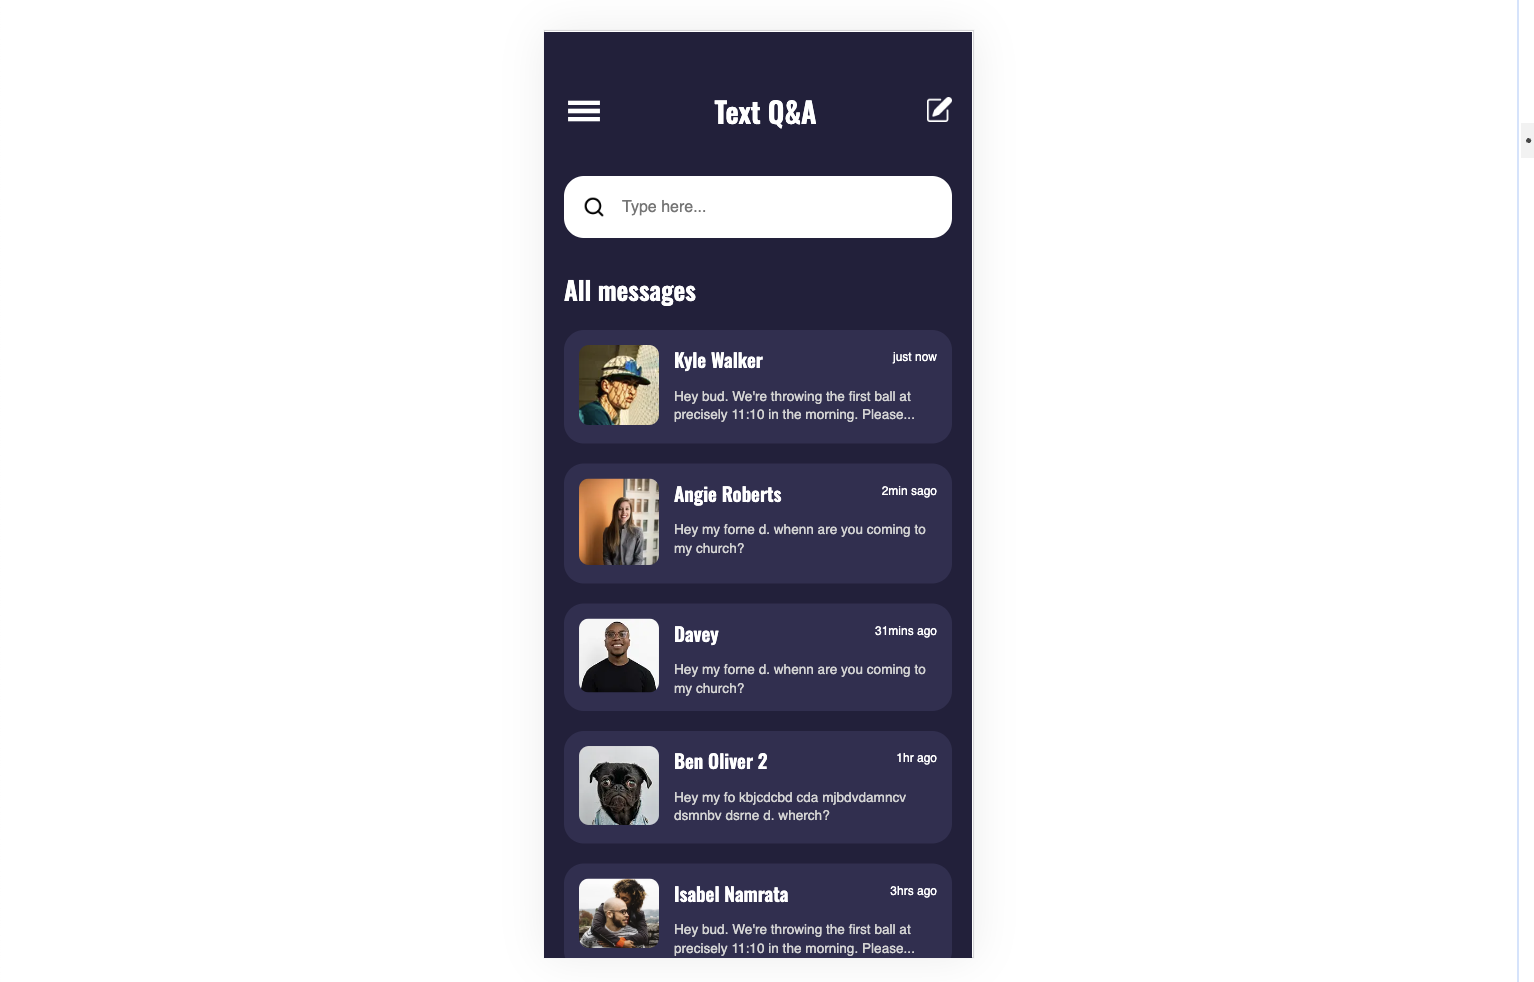 Text Q&A
Type here...
All messages
Kyle Walker
just now
Hey bud. We're throwing the first ball at
precisely 11:10 in the morning. Please...
Angie Roberts
2min sago
Hey my forne d. whenn are you coming to
my church?
Davey
31mins ago
Hey my forne d. whenn are you coming to
my church?
Ben Oliver 2
1hr ago
Hey my fo kbjcdcbd cda mjbdvdamncv
dsmnbv dsrne d. wherch?
Isabel Namrata
3hrs ago
Hey bud. We're throwing the first ball at
precisely 11:10 in the morning. Please...